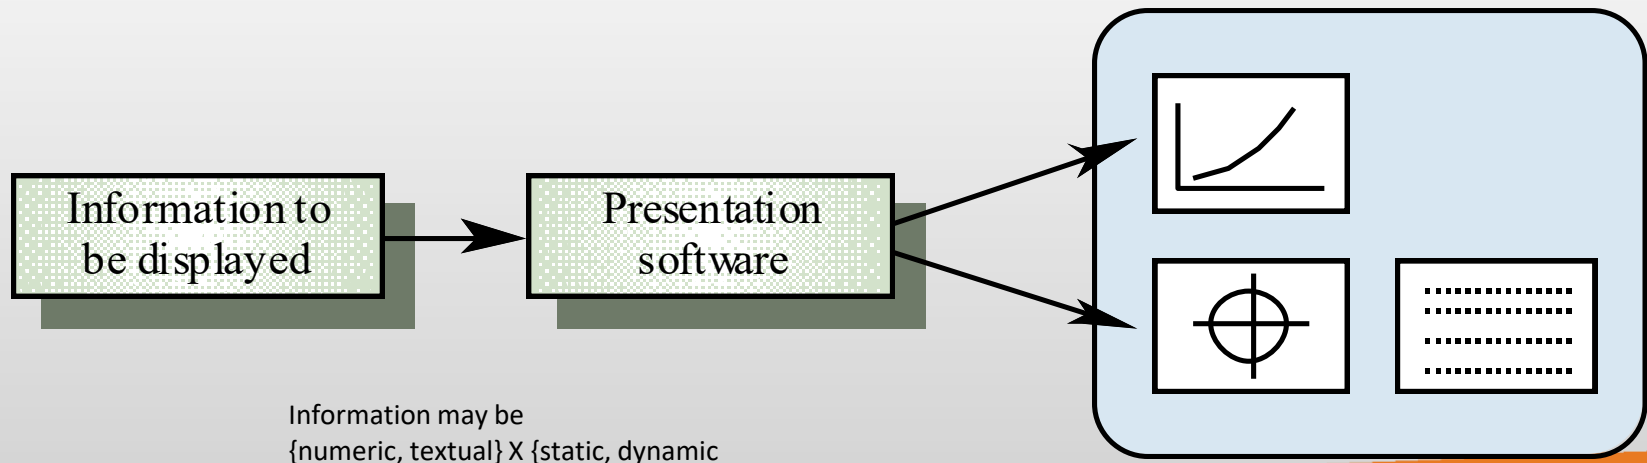 Information to
be displayed
Presentation
software
Information may be
{numeric, textual} X {static, dynamic